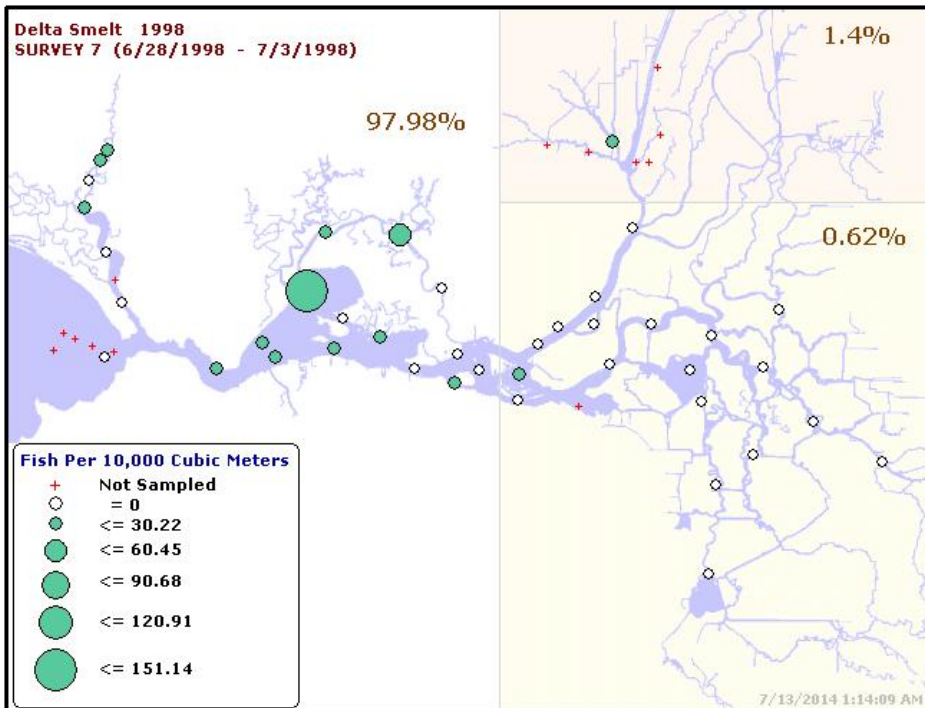 Delta Smelt 1998
SURVEY 7 (6/28/1998 - 7/3/1998)
1.4%
97.98%
0.62%
Fish Per 10,000 Cubic Meters
Not Sampled
= 0
<= 30.22
<= 60.45
<= 90.68
<= 120.91
<= 151.14
7/13/2014 1:14:09 AM